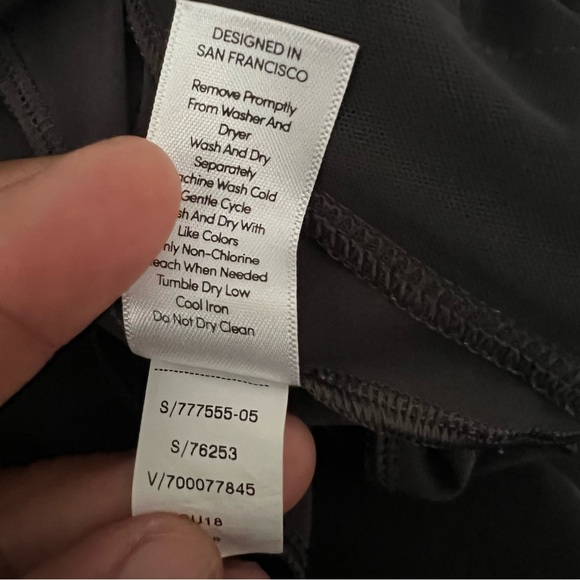 DESIGNED IN
SAN FRANCISCO
Remove Promptly
From Washer And
Dryer
Wash And Dry
Separately
chine Wash Cold
Gentle Cycle
sh And Dry With
Like Colors
nly Non-Chlorine
each When Needed
Tumble Dry Low
Cool Iron
Do Not Dry Clean
S/777555-05
S/76253
V/700077845
U18